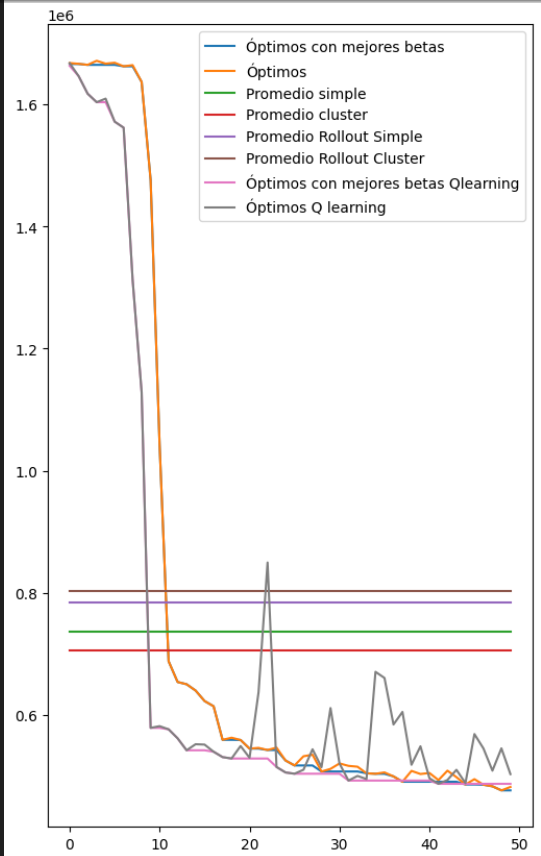 1e6
Óptimos con mejores betas
Óptimos
Promedio simple
Promedio cluster
Promedio Rollout Simple
Promedio Rollout Cluster
Óptimos con mejores betas Qlearning
Óptimos Q learning
1.6
1.4
1.2
1.0
0.8
0.6
0 10 20 30 40 50